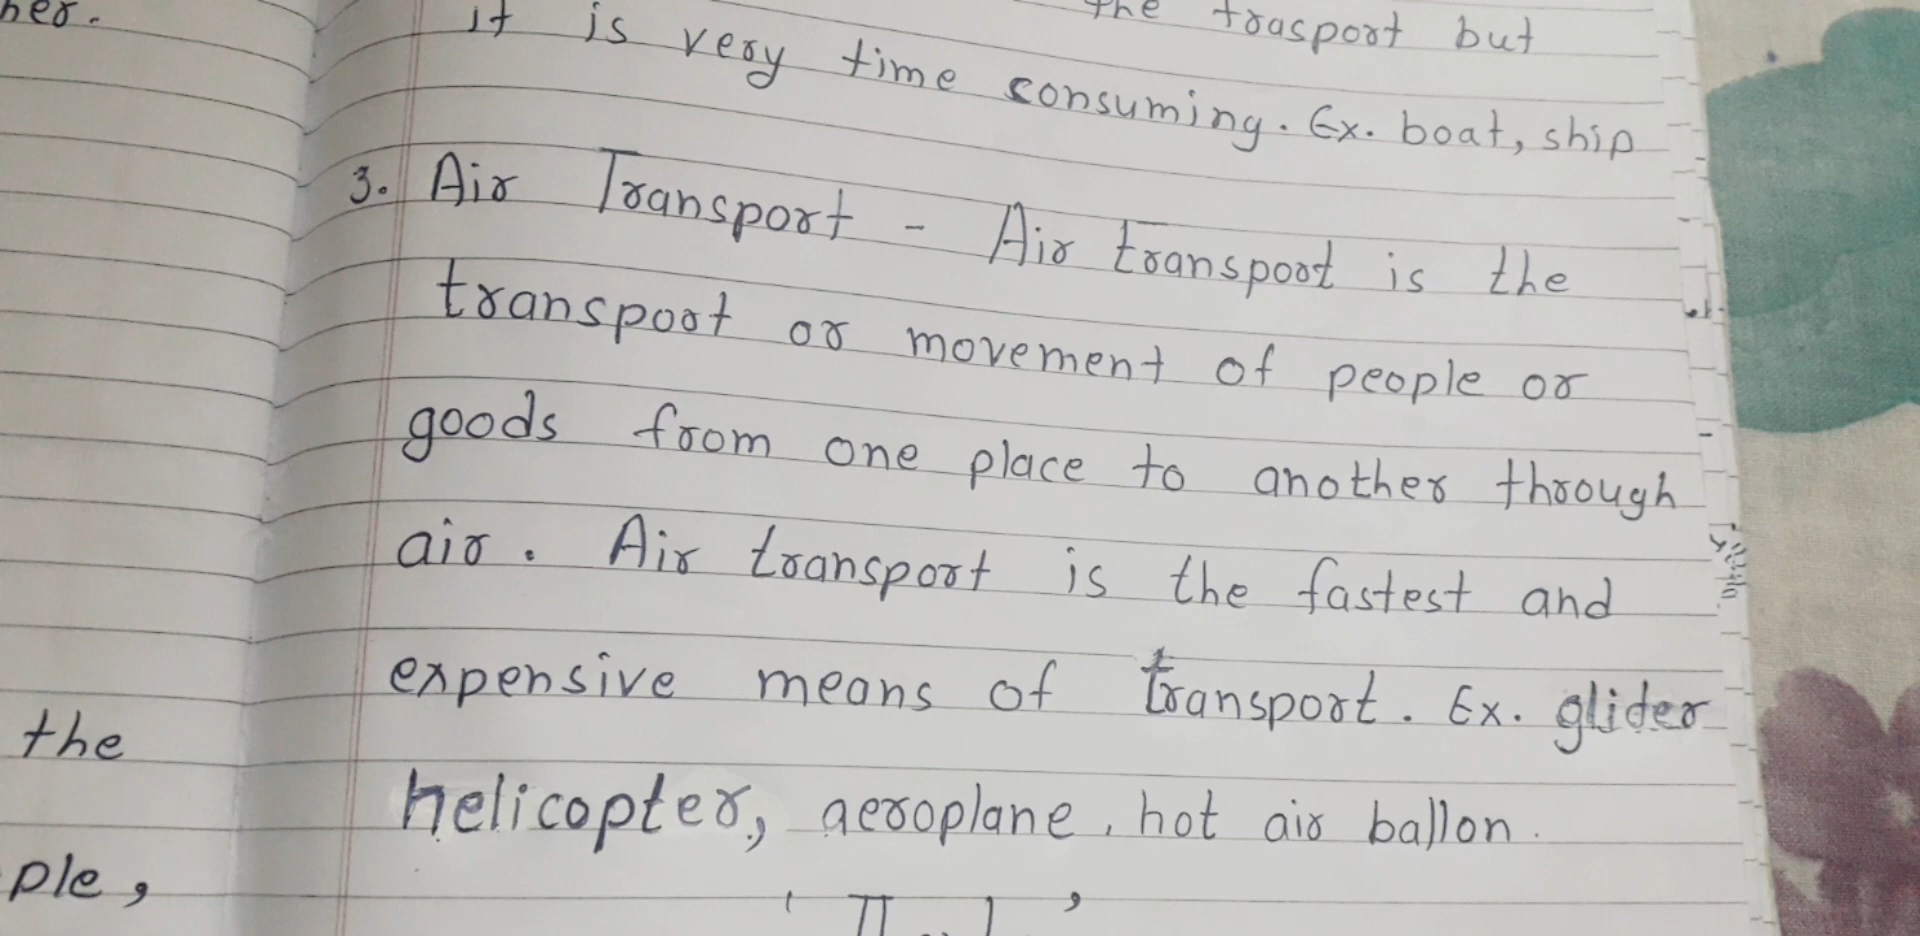 her.
the trasport but
it is very time consuming. Ex. boat, ship
3. Air Transport - Air transport is the
transport or movement of people or
goods from one place to another through
air. Air transport is the fastest and
expensive means of transport. Ex. glider
helicopter, aeroplane, hot air ballon.
the
ple,